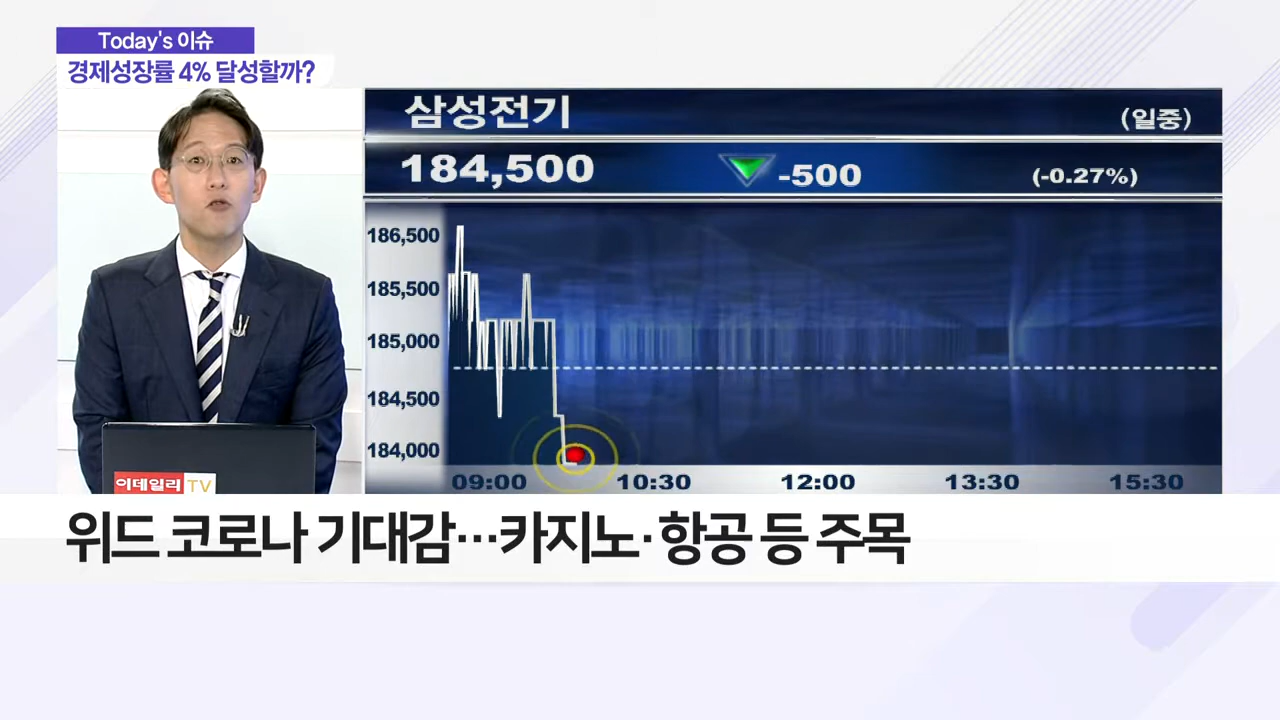 Today's 이슈
경제성장률 4% 달성할까?
삼성전기 (일중)
184,500 -500 (-0.27%)
186,500
185,500
185,000
184,500
184,000
09:00 10:30 12:00 13:30 15:30
이데일리 TV
위드 코로나 기대감…카지노·항공 등 주목